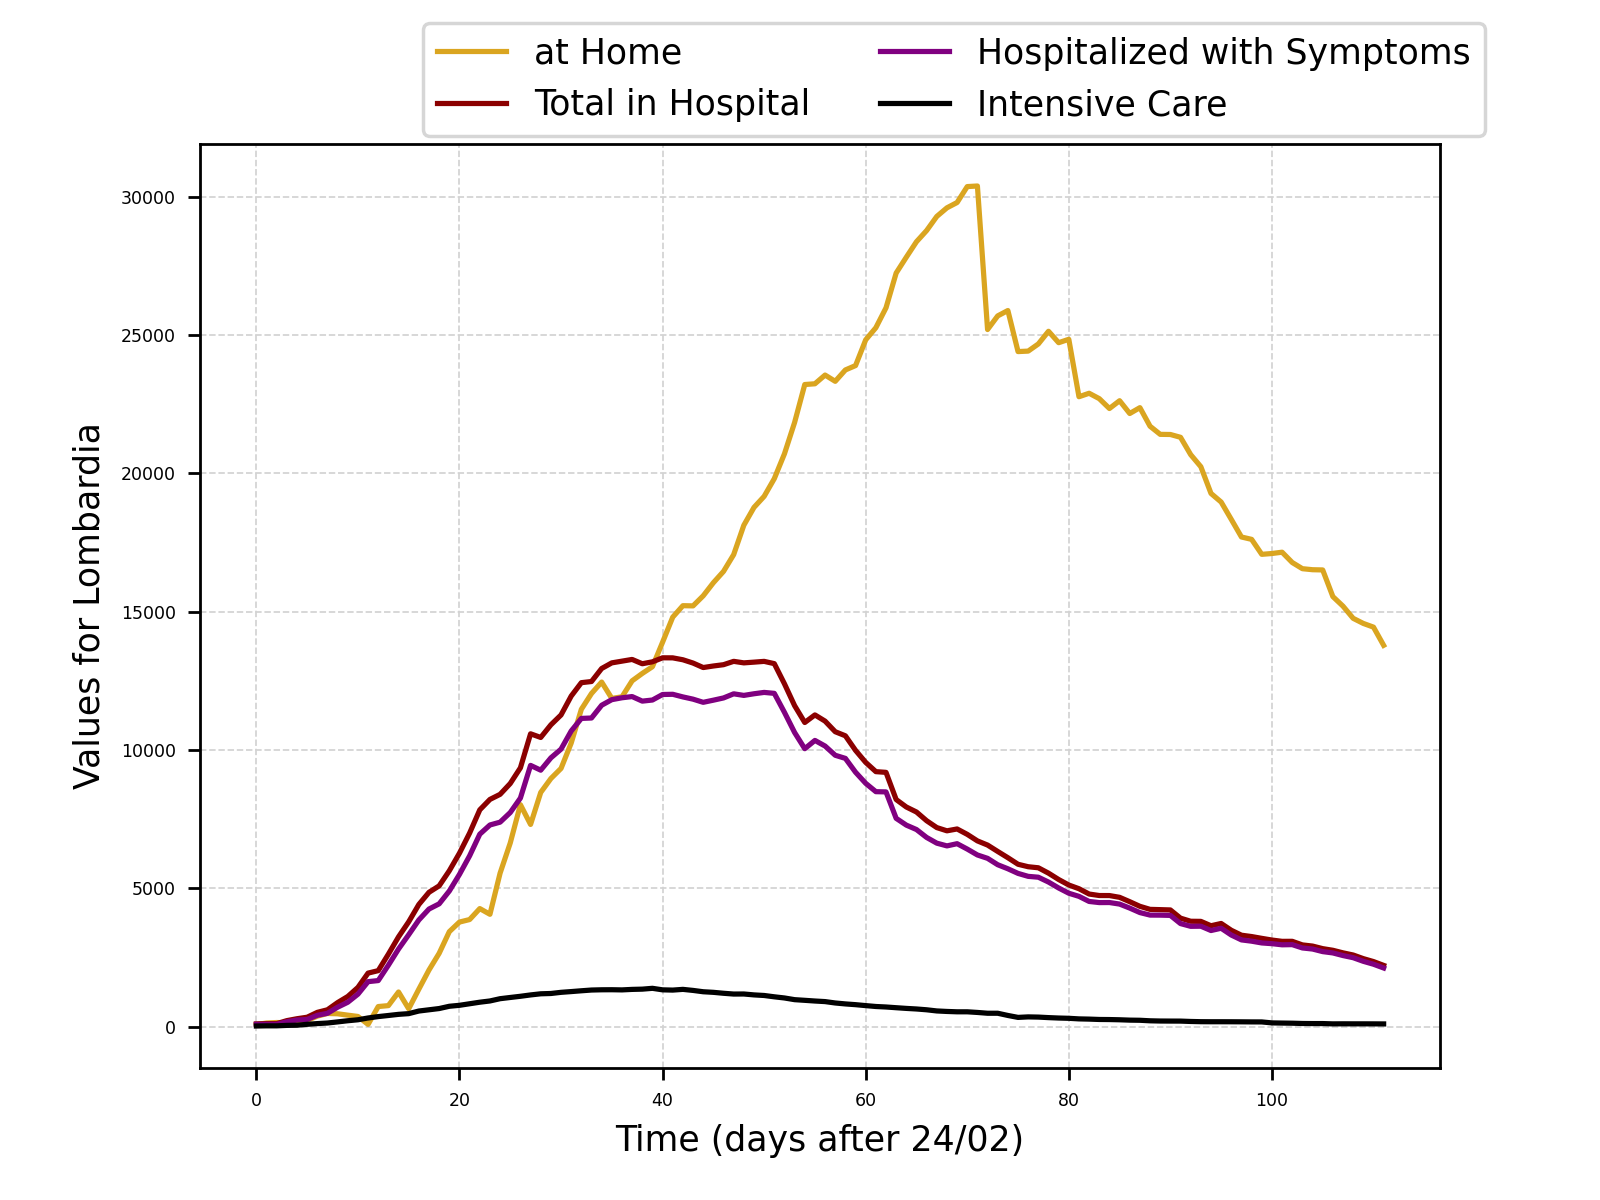 at Home
Hospitalized with Symptoms
Total in Hospital
Intensive Care
30000
25000
20000
15000
10000
5000
0
Values for Lombardia
0 20 40 60 80 100
Time (days after 24/02)